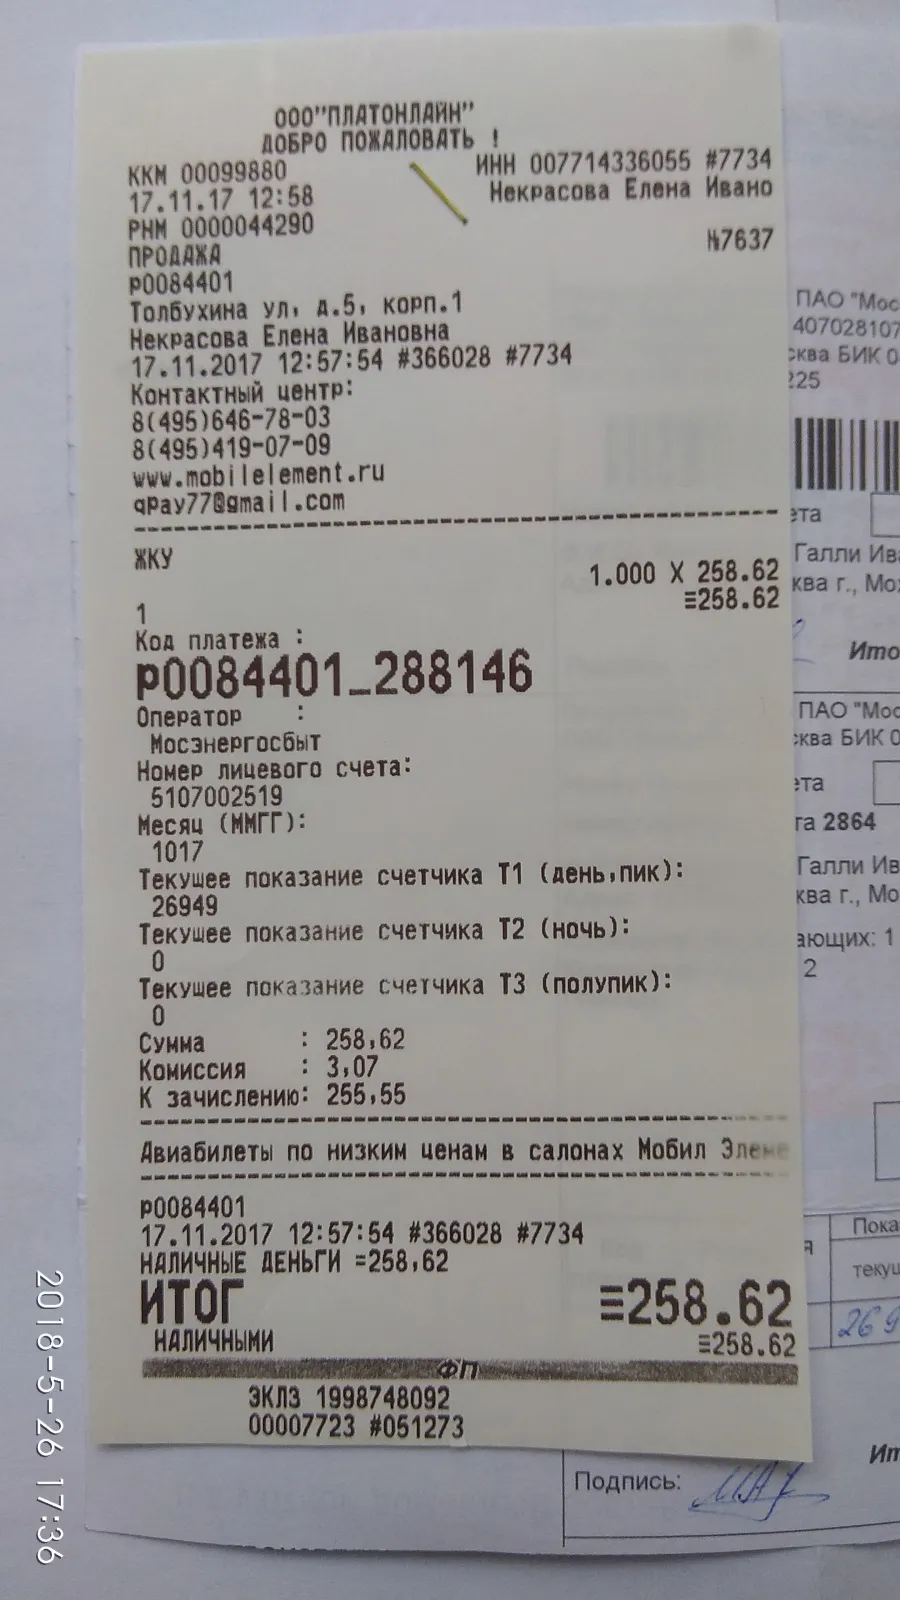 ООО"ПЛАТОНЛАЙН"
ДОБРО ПОЖАЛОВАТЬ !
ККМ 00099880 ИНН 007714336055 #7734
17.11.17 12:58 Некрасова Елена Ивано
РНМ 0000044290
ПРОДАЖА №7637
P0084401
Толбухина ул, д.5, корп.1
Некрасова Елена Ивановна
17.11.2017 12:57:54 #366028 #7734
Контактный центр:
8(495)646-78-03
8(495)419-07-09
www.mobilelement.ru
qpay77@gmail.com
ЖКУ
1.000 X 258.62
≡258.62
1
Код платежа :
P0084401_288146
Оператор :
Мосэнергосбыт
Номер лицевого счета:
5107002519
Месяц (ММГГ):
1017
Текущее показание счетчика Т1 (день,пик):
26949
Текущее показание счетчика Т2 (ночь):
0
Текущее показание счетчика Т3 (полупик):
0
Сумма : 258,62
Комиссия : 3,07
К зачислению: 255,55
Авиабилеты по низким ценам в салонах Мобил Элеме
P0084401
17.11.2017 12:57:54 #366028 #7734
НАЛИЧНЫЕ ДЕНЬГИ =258,62
ИТОГ ≡258.62
НАЛИЧНЫМИ ≡258.62
ФП
ЭКЛЗ 1998748092
00007723 #051273
ПАО "Мос
407028107
сква БИК 0
225
ета
Галли Ива
ква г., Мо
Ито
ПАО "Мос
сква БИК 0
ета
та 2864
Галли Ив
ква г., Мо
ающих: 1
2
Пока
я
текущ
269
Ит
Подпись:
2018-5-26 17:36